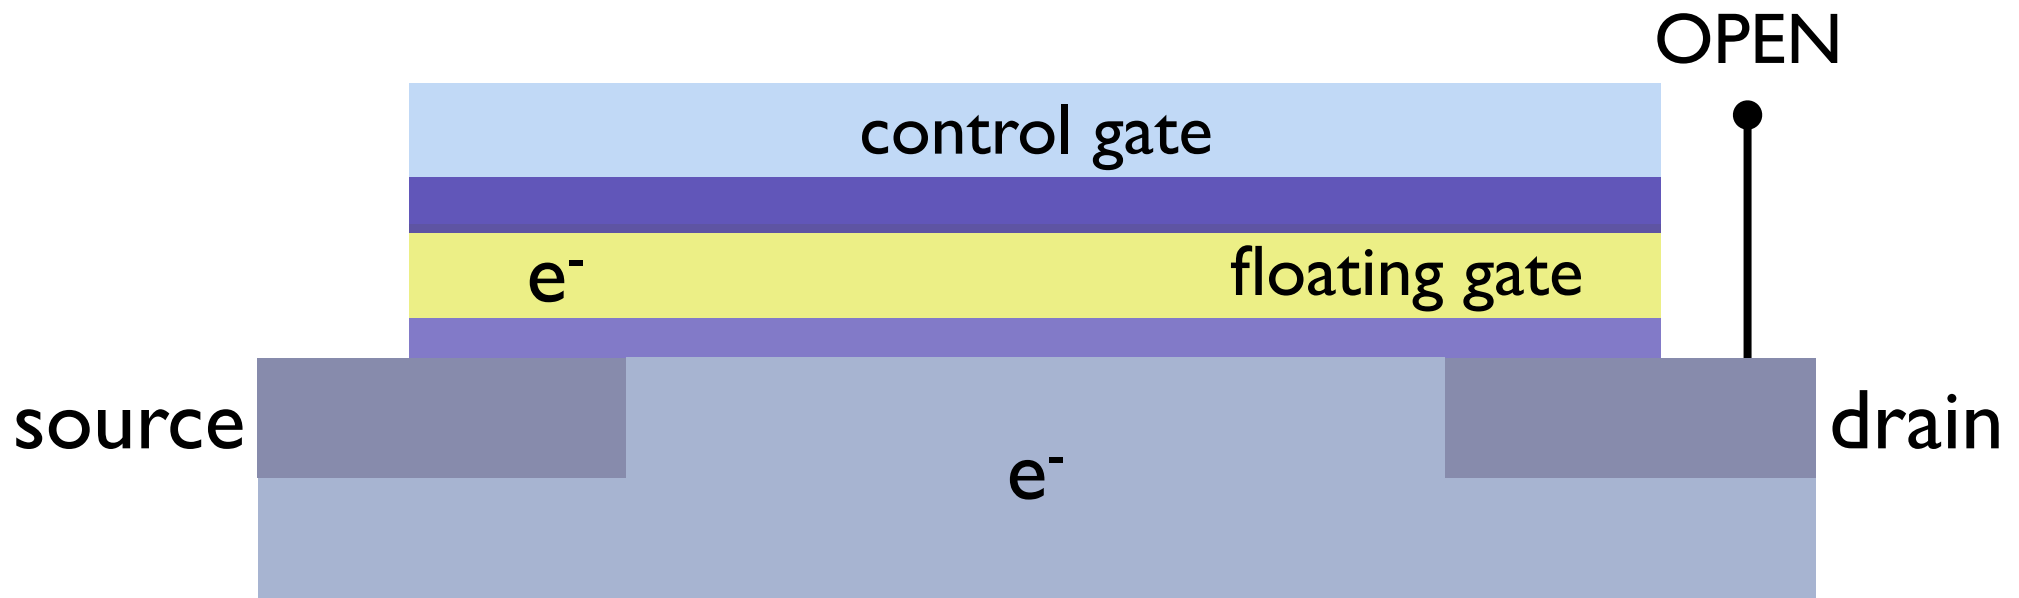 OPEN
control gate
e-
floating gate
source
drain
e-